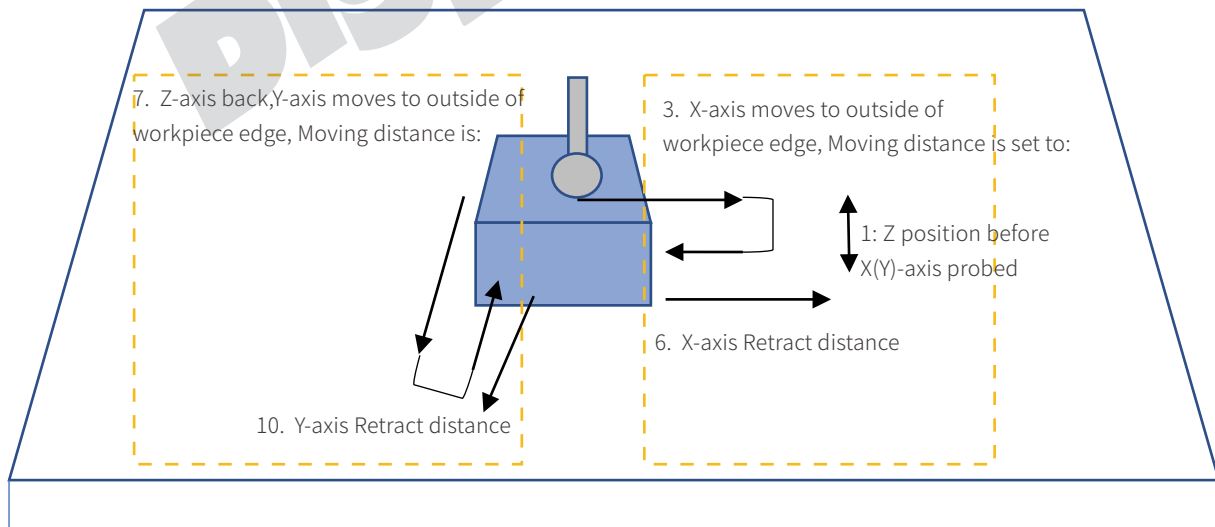 7. Z-axis back,Y-axis moves to outside of
workpiece edge, Moving distance is:
3. X-axis moves to outside of
workpiece edge, Moving distance is set to:
1: Z position before
X(Y)-axis probed
6. X-axis Retract distance
10. Y-axis Retract distance